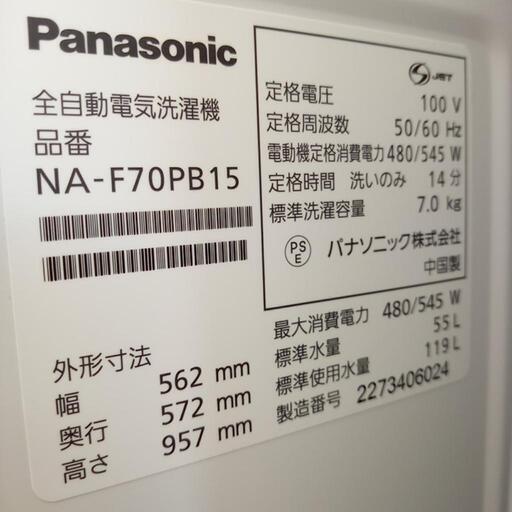 Panasonic
全自動電気洗濯機
品番
NA-F70PB15
外形寸法
幅 562 mm
奥行 572 mm
高さ 957 mm
JET
定格電圧 100 V
定格周波数 50/60 Hz
電動機定格消費電力 480/545 W
定格時間 洗いのみ 14分
標準洗濯容量 7.0 kg
PS
E
パナソニック株式会社
中国製
最大消費電力 480/545 W
標準水量 55 L
標準使用水量 119 L
製造番号 2273406024